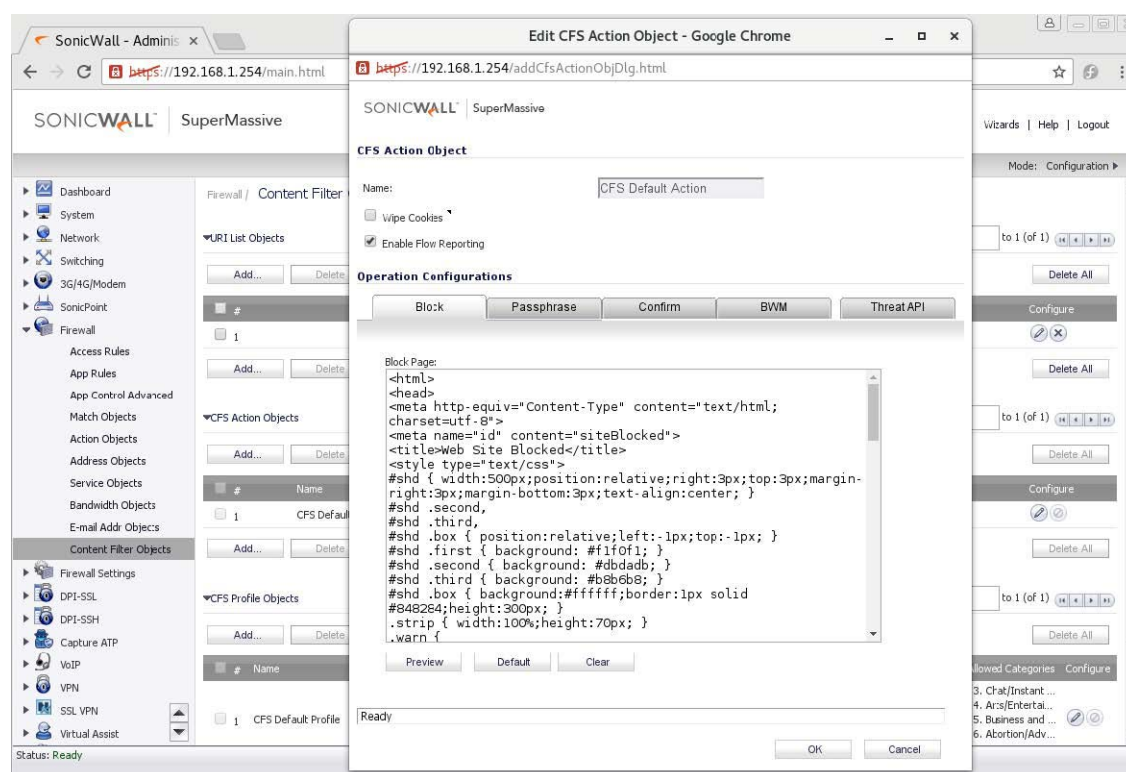 SonicWall - Adminis ×
https://192.168.1.254/main.html
SONICWALL | SuperMassive
Wizards | Help | Logout
Mode: Configuration
Dashboard
System
Network
Switching
3G/4G/Modem
SonicPoint
Firewall
Access Rules
App Rules
App Control Advanced
Match Objects
Action Objects
Address Objects
Service Objects
Bandwidth Objects
E-mail Addr Objects
Content Filter Objects
Firewall Settings
DPI-SSL
DPI-SSH
Capture ATP
VoIP
VPN
SSL VPN
Virtual Assist
Status: Ready
Firewall / Content Filter
URI List Objects
to 1 (of 1)
Add... Delete
Delete All
# Configure
1
Add... Delete
Delete All
CFS Action Objects
to 1 (of 1)
Add... Delete
Delete All
# Name Configure
1 CFS Defaul
Add... Delete
Delete All
CFS Profile Objects
to 1 (of 1)
Add... Delete
Delete All
# Name
llowed Categories Configure
1 CFS Default Profile
3. Chat/Instant ...
4. Arts/Entertai...
5. Business and ...
6. Abortion/Adv...
Edit CFS Action Object - Google Chrome
https://192.168.1.254/addCfsActionObjDlg.html
SONICWALL | SuperMassive
CFS Action Object
Name: CFS Default Action
Wipe Cookies
Enable Flow Reporting
Operation Configurations
Block Passphrase Confirm BWM Threat API
Block Page:
<html>
<head>
<meta http-equiv="Content-Type" content="text/html;
charset=utf-8">
<meta name="id" content="siteBlocked">
<title>Web Site Blocked</title>
<style type="text/css">
#shd { width:500px;position:relative;right:3px;top:3px;margin-
right:3px;margin-bottom:3px;text-align:center; }
#shd .second,
#shd .third,
#shd .box { position:relative;left:-1px;top:-1px; }
#shd .first { background: #f1f0f1; }
#shd .second { background: #dbdadb; }
#shd .third { background: #b8b6b8; }
#shd .box { background:#ffffff;border:1px solid
#848284;height:300px; }
.strip { width:100%;height:70px; }
.warn {
Preview Default Clear
Ready
OK Cancel